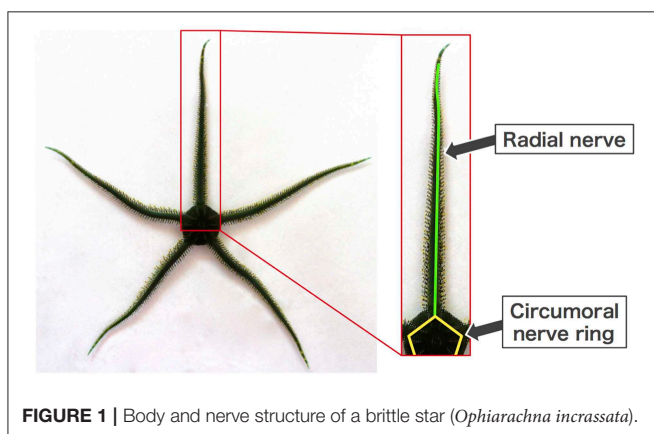 Radial nerve
Circumoral
nerve ring
FIGURE 1 | Body and nerve structure of a brittle star (Ophiarachna incrassata).